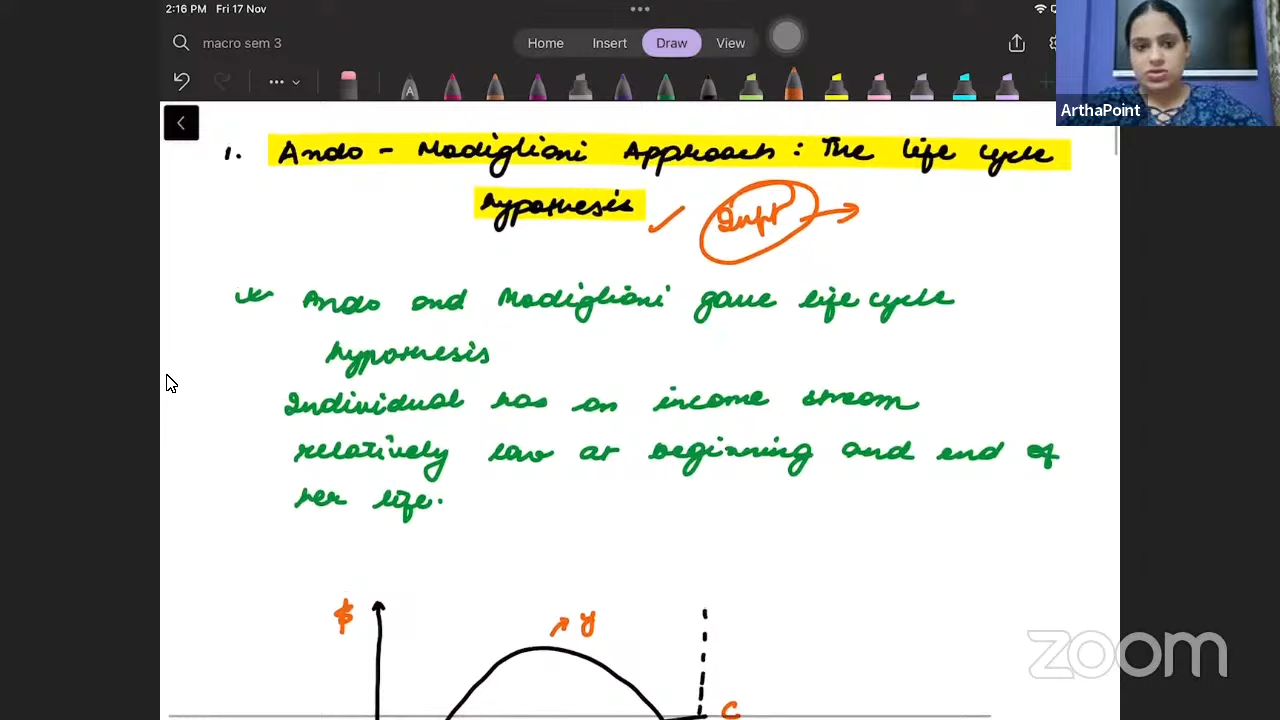 2:16 PM Fri 17 Nov
macro sem 3
Home Insert Draw View
A
ArthaPoint
1. Ando - Modigliani Approach: The life cycle
hypothesis
Impt
Ando and Modigliani gave life cycle
hypothesis
Individual has an income stream
relatively low at beginning and end of
her life.
$
y
C
zoom